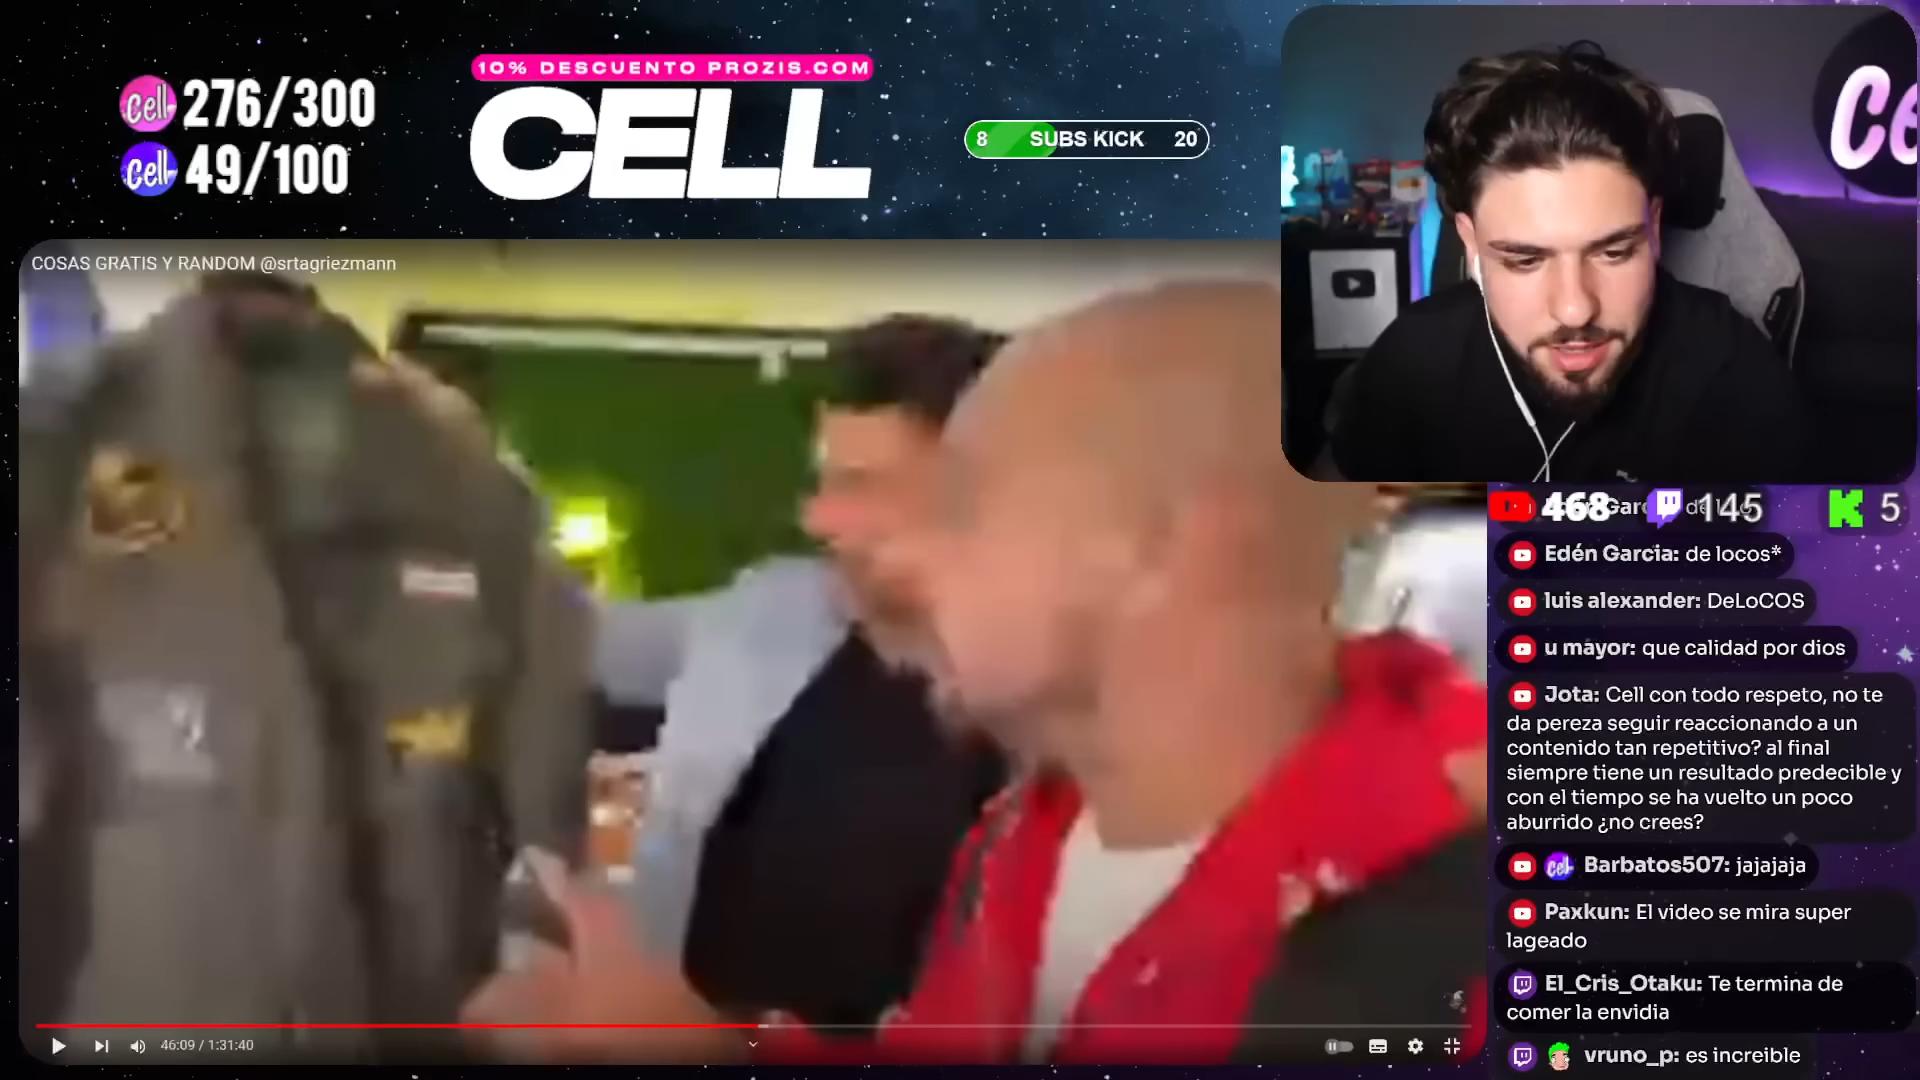 10% DESCUENTO PROZIS.COM
CELL
Cell 276/300
Cell 49/100
8 SUBS KICK 20
Ce
COSAS GRATIS Y RANDOM @srtagriezmann
468 145 5
Edén Garcia: de locos*
luis alexander: DeLoCOS
u mayor: que calidad por dios
Jota: Cell con todo respeto, no te
da pereza seguir reaccionando a un
contenido tan repetitivo? al final
siempre tiene un resultado predecible y
con el tiempo se ha vuelto un poco
aburrido ¿no crees?
Cell Barbatos507: jajajaja
Paxkun: El video se mira super
lageado
El_Cris_Otaku: Te termina de
comer la envidia
vruno_p: es increible
46:09 / 1:31:40